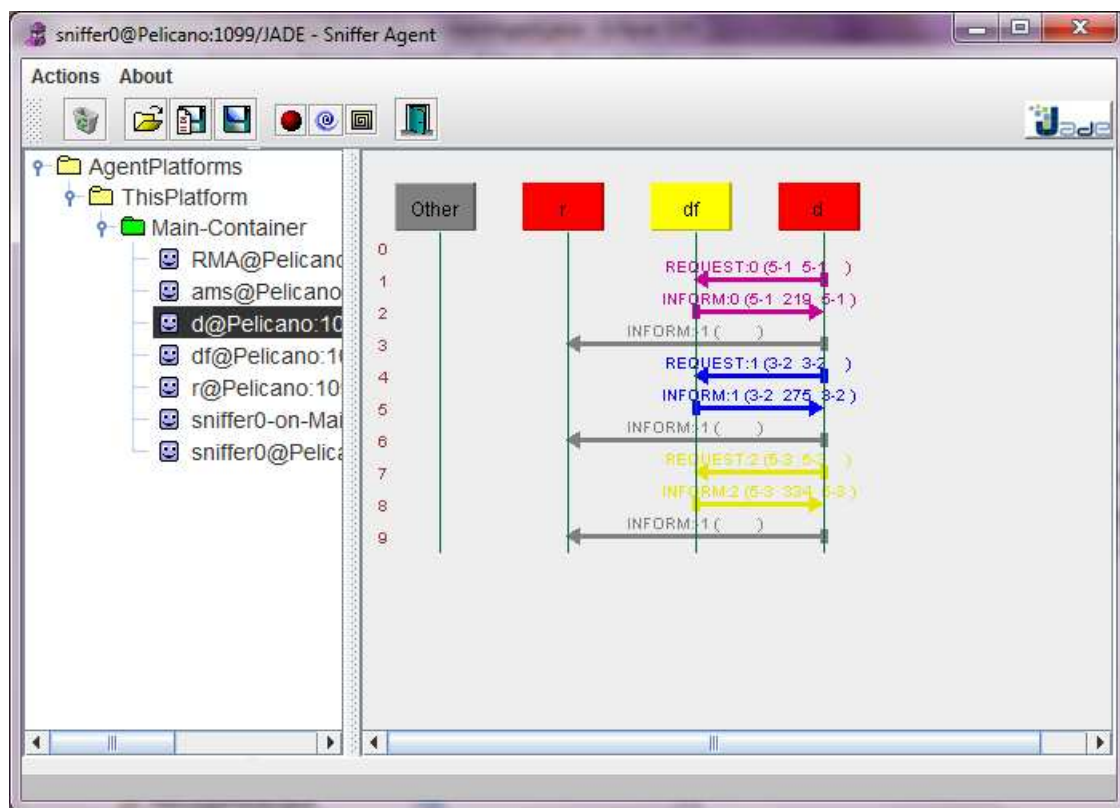 sniffer0@Pelicano:1099/JADE - Sniffer Agent
Actions About
Jade
AgentPlatforms
ThisPlatform
Main-Container
RMA@Pelicano
ams@Pelicano
d@Pelicano:10
df@Pelicano:1
r@Pelicano:10
sniffer0-on-Mai
sniffer0@Pelica
Other r df d
0
REQUEST:0 (5-1 5-1 )
1
INFORM:0 (5-1 219 5-1 )
2
INFORM:-1 ( )
3
REQUEST:1 (3-2 3-2 )
4
INFORM:1 (3-2 275 3-2 )
5
INFORM:-1 ( )
6
REQUEST:2 (5-3 5-3 )
7
INFORM:2 (5-3 334 5-3 )
8
INFORM:-1 ( )
9